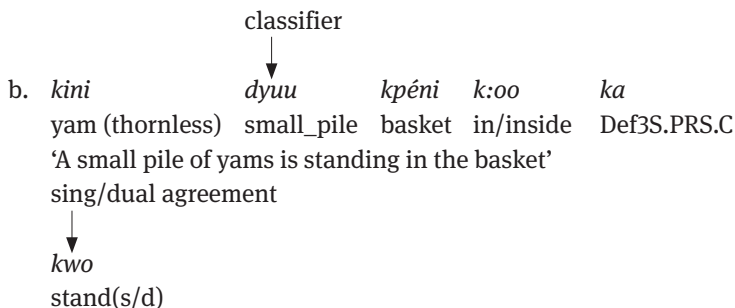 classifier
b. kini dyuu kpéni k:oo ka
yam (thornless) small_pile basket in/inside Def3S.PRS.C
‘A small pile of yams is standing in the basket’
sing/dual agreement
kwo
stand(s/d)